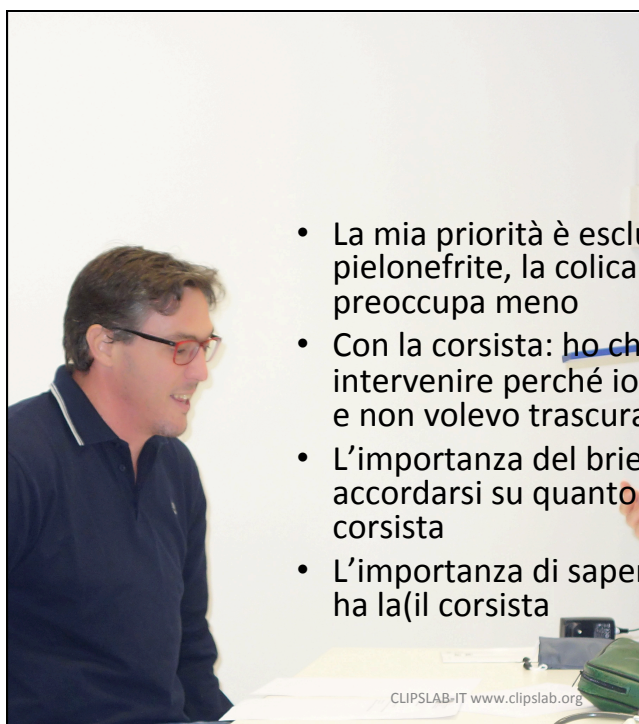 • La mia priorità è esclu
pielonefrite, la colica
preoccupa meno
• Con la corsista: ho ch
intervenire perché io
e non volevo trascura
• L’importanza del brie
accordarsi su quanto
corsista
• L’importanza di saper
ha la(il corsista
CLIPSLAB-IT www.clipslab.org